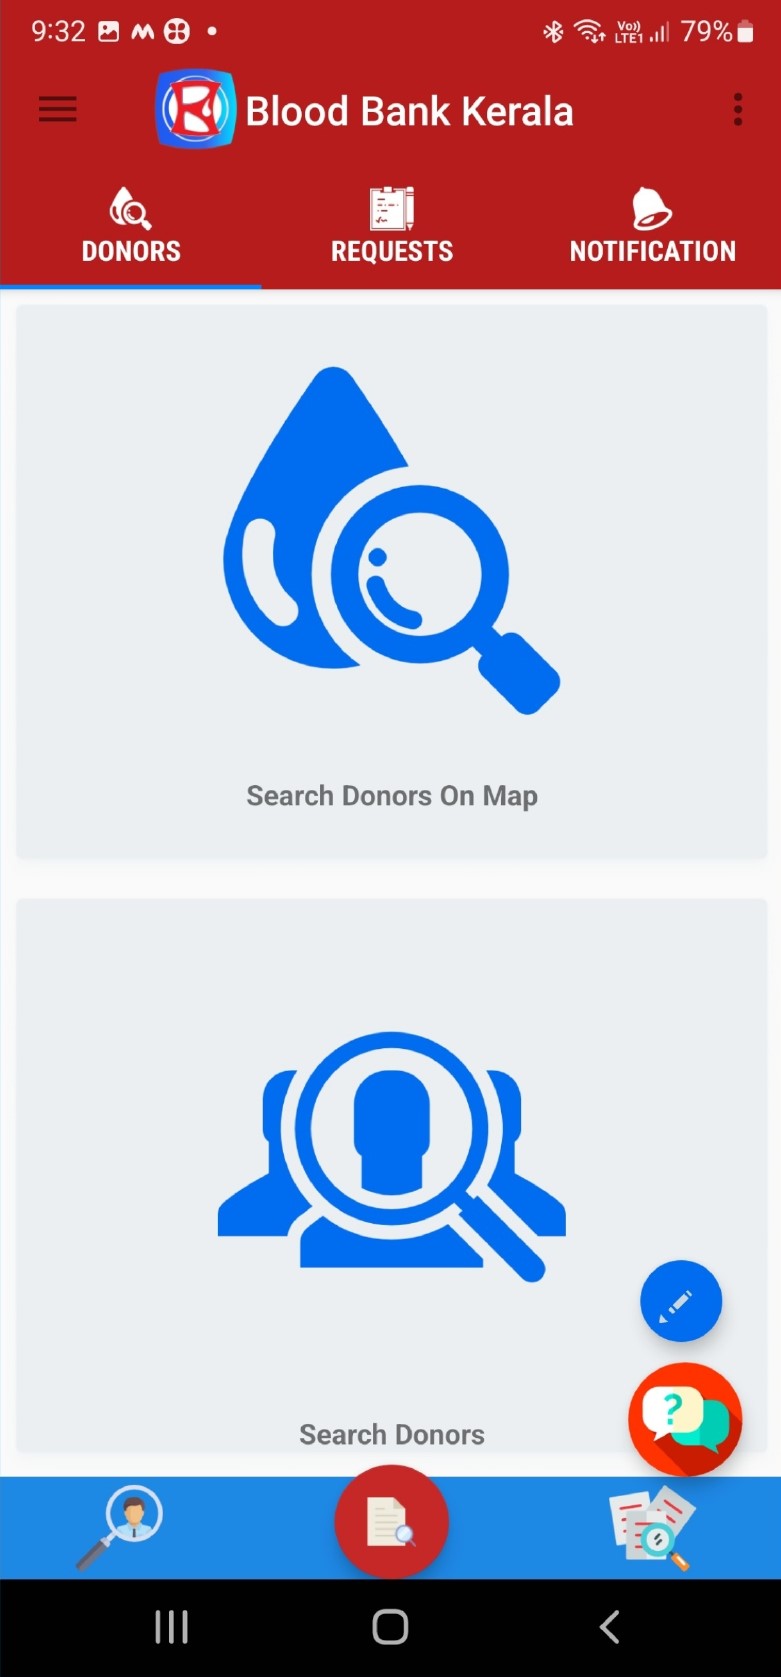 9:32
Vo))
LTE1
79%
Blood Bank Kerala
DONORS
REQUESTS
NOTIFICATION
Search Donors On Map
Search Donors
?